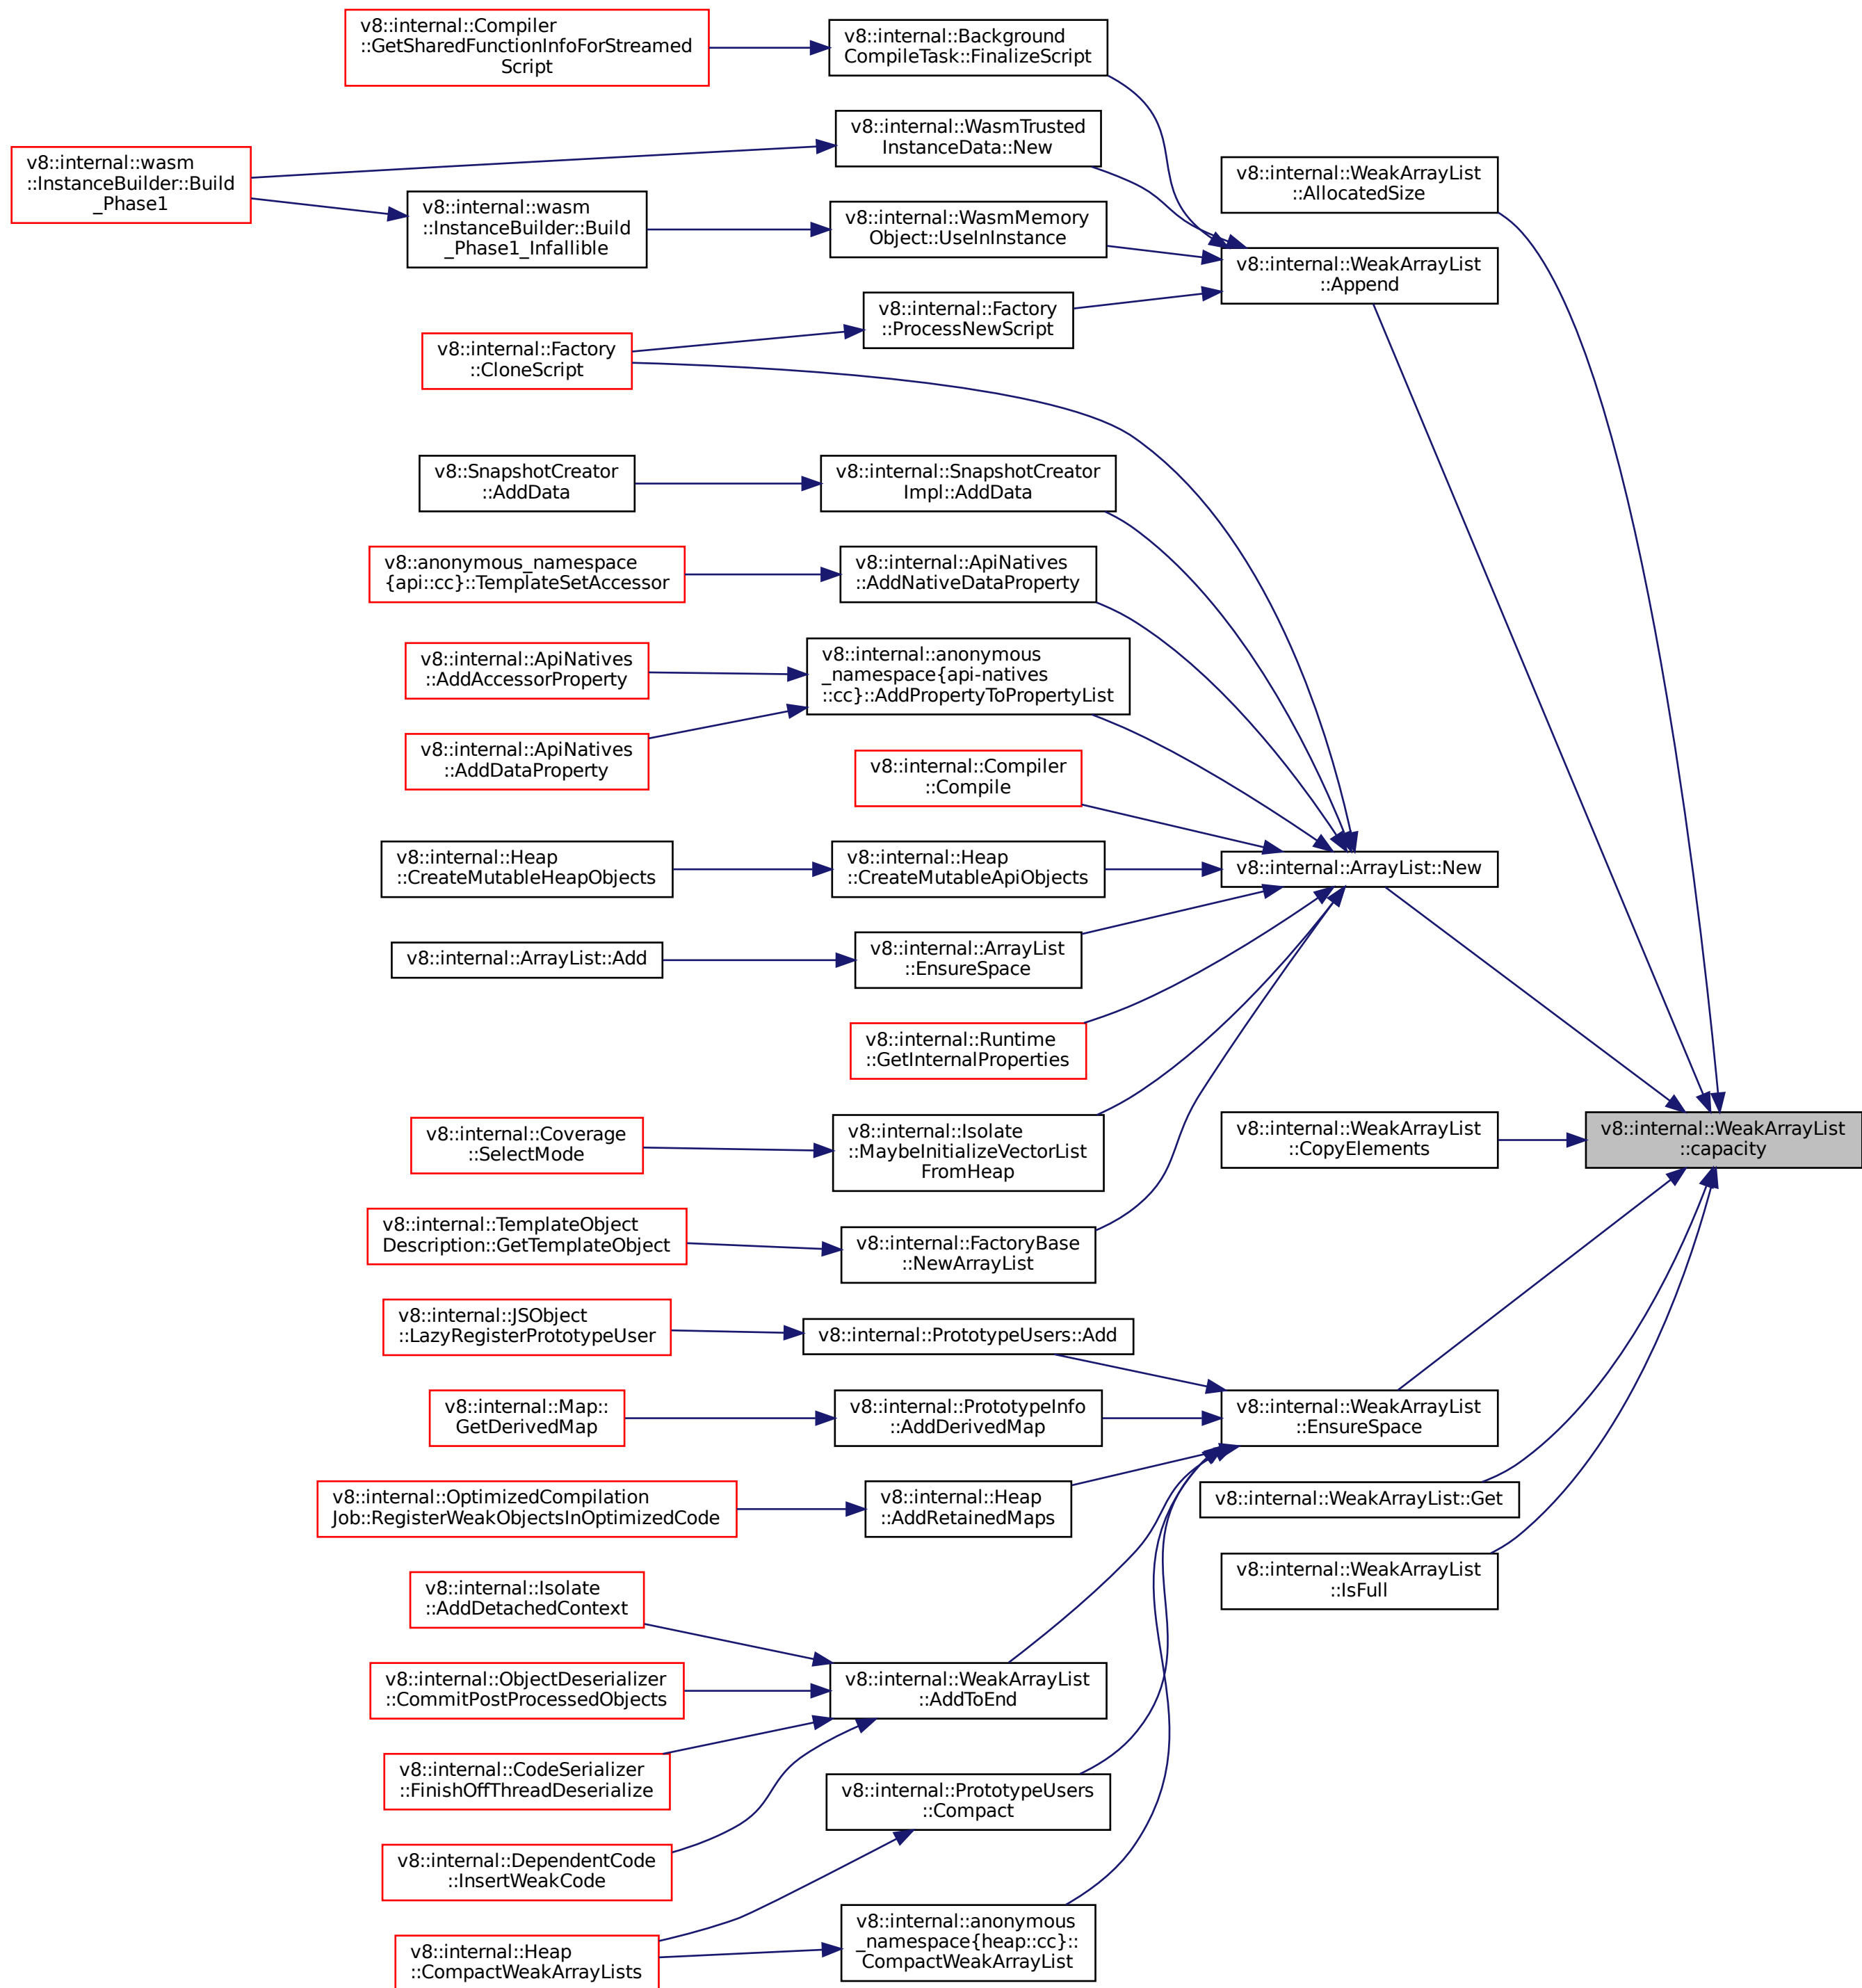 v8::internal::Compiler
::GetSharedFunctionInfoForStreamed
Script
v8::internal::Background
CompileTask::FinalizeScript
v8::internal::WasmTrusted
InstanceData::New
v8::internal::wasm
::InstanceBuilder::Build
_Phase1
v8::internal::WeakArrayList
::AllocatedSize
v8::internal::wasm
::InstanceBuilder::Build
_Phase1_Infallible
v8::internal::WasmMemory
Object::UseInInstance
v8::internal::WeakArrayList
::Append
v8::internal::Factory
::ProcessNewScript
v8::internal::Factory
::CloneScript
v8::SnapshotCreator
::AddData
v8::internal::SnapshotCreator
Impl::AddData
v8::anonymous_namespace
{api::cc}::TemplateSetAccessor
v8::internal::ApiNatives
::AddNativeDataProperty
v8::internal::ApiNatives
::AddAccessorProperty
v8::internal::anonymous
_namespace{api-natives
::cc}::AddPropertyToPropertyList
v8::internal::ApiNatives
::AddDataProperty
v8::internal::Compiler
::Compile
v8::internal::Heap
::CreateMutableHeapObjects
v8::internal::Heap
::CreateMutableApiObjects
v8::internal::ArrayList::New
v8::internal::ArrayList::Add
v8::internal::ArrayList
::EnsureSpace
v8::internal::Runtime
::GetInternalProperties
v8::internal::Coverage
::SelectMode
v8::internal::Isolate
::MaybeInitializeVectorList
FromHeap
v8::internal::WeakArrayList
::CopyElements
v8::internal::WeakArrayList
::capacity
v8::internal::TemplateObject
Description::GetTemplateObject
v8::internal::FactoryBase
::NewArrayList
v8::internal::JSObject
::LazyRegisterPrototypeUser
v8::internal::PrototypeUsers::Add
v8::internal::Map::
GetDerivedMap
v8::internal::PrototypeInfo
::AddDerivedMap
v8::internal::WeakArrayList
::EnsureSpace
v8::internal::OptimizedCompilation
Job::RegisterWeakObjectsInOptimizedCode
v8::internal::Heap
::AddRetainedMaps
v8::internal::WeakArrayList::Get
v8::internal::WeakArrayList
::IsFull
v8::internal::Isolate
::AddDetachedContext
v8::internal::ObjectDeserializer
::CommitPostProcessedObjects
v8::internal::WeakArrayList
::AddToEnd
v8::internal::CodeSerializer
::FinishOffThreadDeserialize
v8::internal::PrototypeUsers
::Compact
v8::internal::DependentCode
::InsertWeakCode
v8::internal::Heap
::CompactWeakArrayLists
v8::internal::anonymous
_namespace{heap::cc}::
CompactWeakArrayList